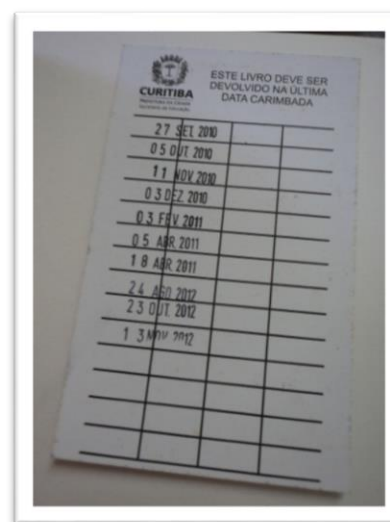 CURITIBA
ESTE LIVRO DEVE SER
DEVOLVIDO NA ÚLTIMA
DATA CARIMBADA
27 SET. 2010
05 OUT. 2010
11 NOV. 2010
03 DEZ. 2010
03 FEV. 2011
05 ABR. 2011
18 ABR. 2011
24 AGO 2012
23 OUT. 2012
13 NOV 2012